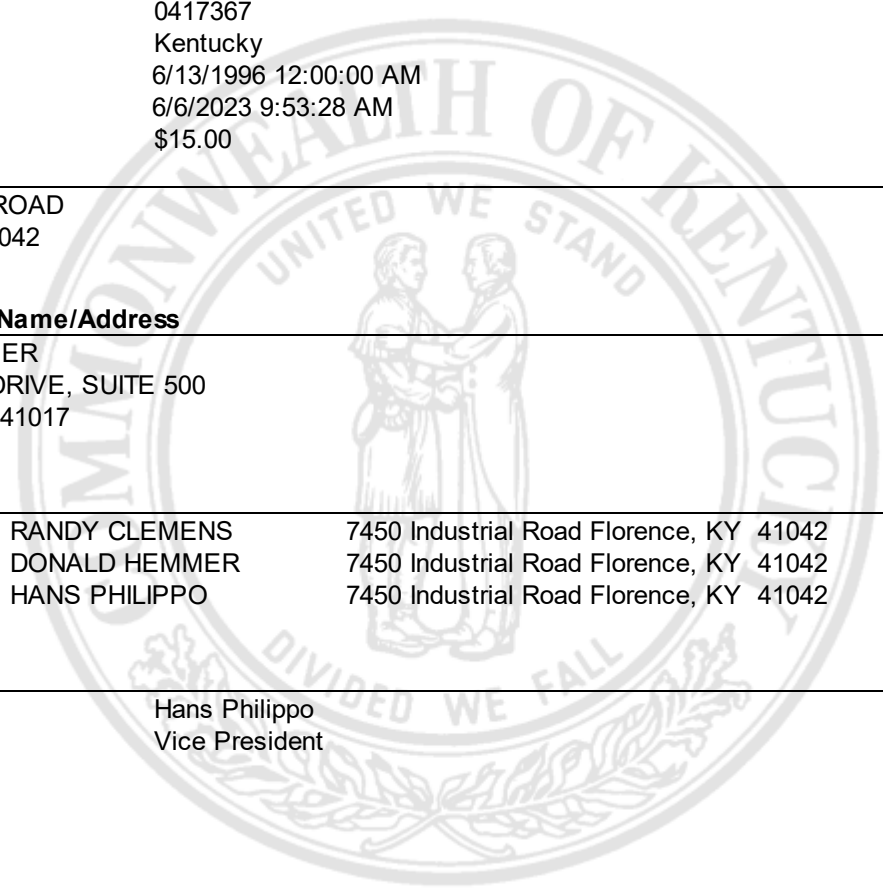 0417367
Kentucky
6/13/1996 12:00:00 AM
6/6/2023 9:53:28 AM
$15.00
ROAD
042
Name/Address
ER
DRIVE, SUITE 500
41017
RANDY CLEMENS 7450 Industrial Road Florence, KY 41042
DONALD HEMMER 7450 Industrial Road Florence, KY 41042
HANS PHILIPPO 7450 Industrial Road Florence, KY 41042
Hans Philippo
Vice President
COMMONWEALTH OF KENTUCKY
UNITED WE STAND
DIVIDED WE FALL